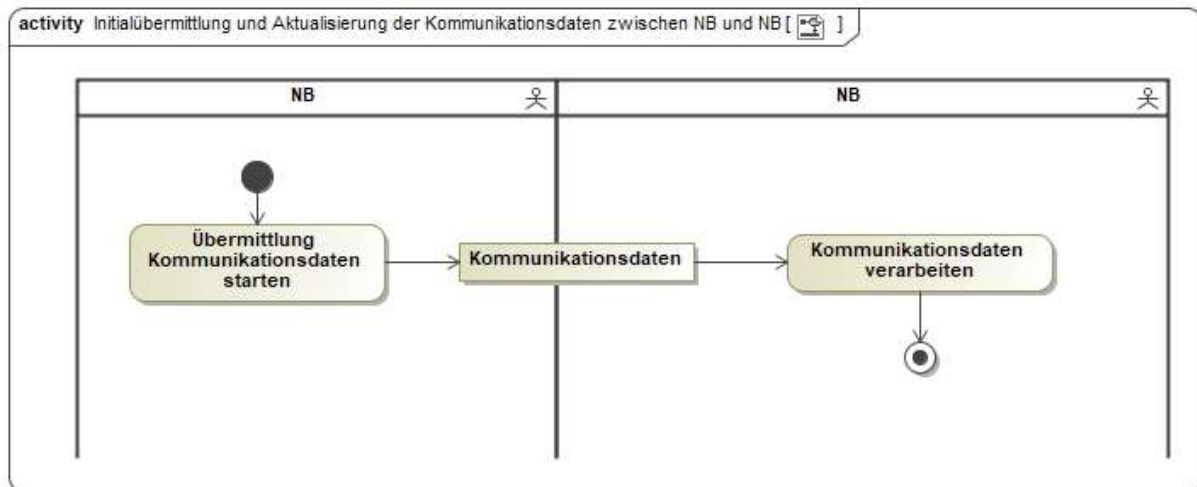 activity Initialübermittlung und Aktualisierung der Kommunikationsdaten zwischen NB und NB [ ]
NB
NB
Übermittlung
Kommunikationsdaten
starten
Kommunikationsdaten
Kommunikationsdaten
verarbeiten